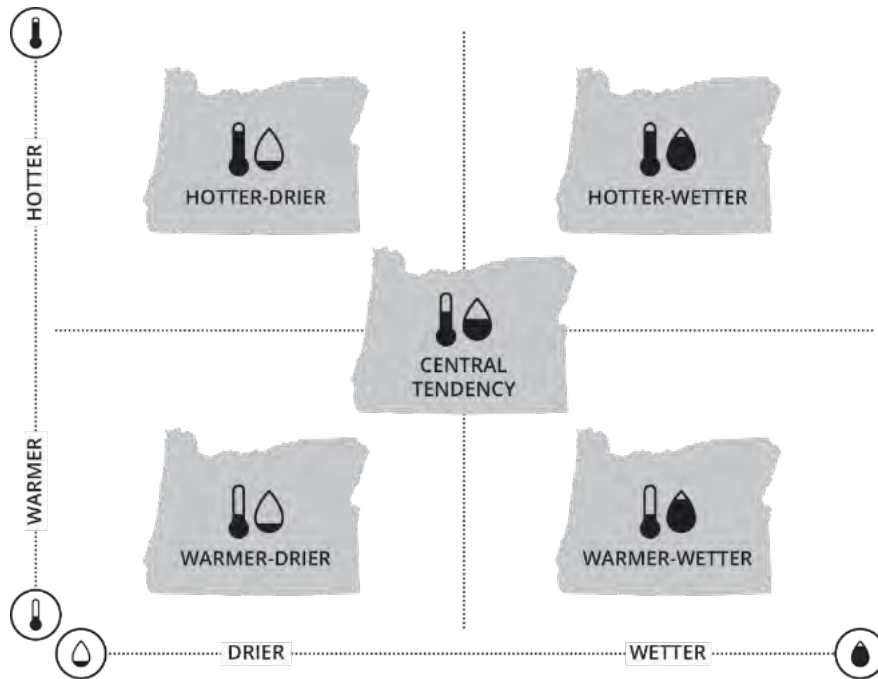 HOTTER
HOTTER-DRIER
HOTTER-WETTER
CENTRAL
TENDENCY
WARMER
WARMER-DRIER
WARMER-WETTER
DRIER
WETTER